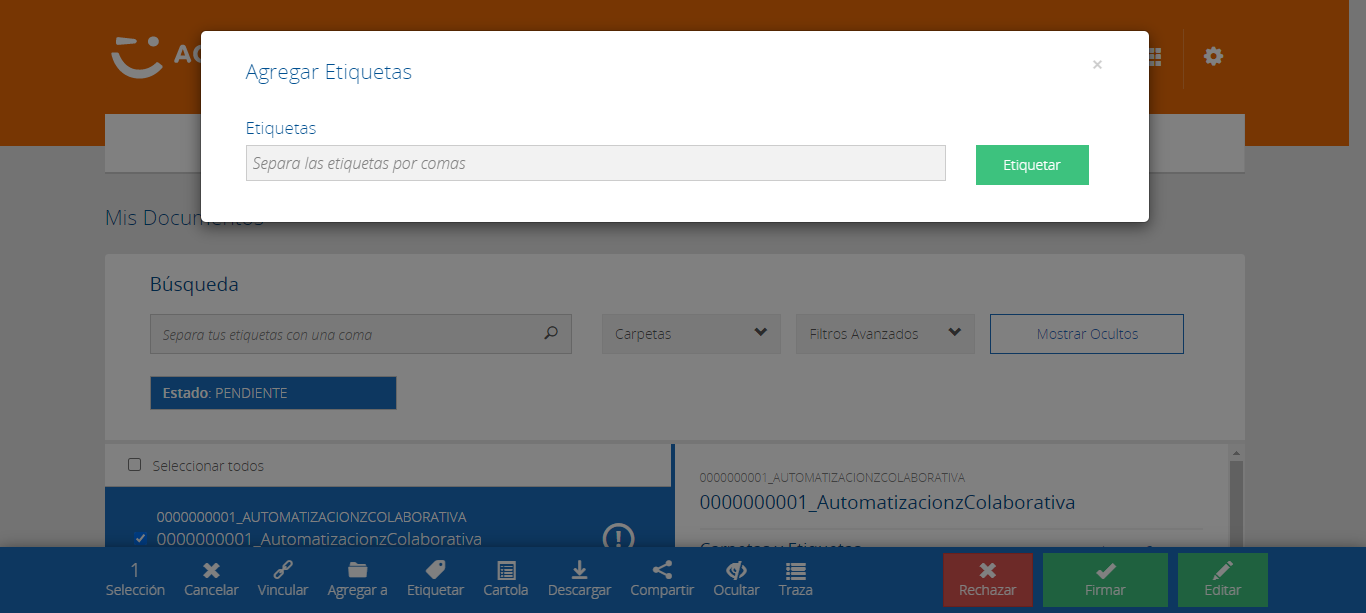 Agregar Etiquetas
×
Etiquetas
Separa las etiquetas por comas
Etiquetar
Mis Documentos
Búsqueda
Separa tus etiquetas con una coma
Carpetas
Filtros Avanzados
Mostrar Ocultos
Estado: PENDIENTE
Seleccionar todos
0000000001_AUTOMATIZACIONZCOLABORATIVA
0000000001_AutomatizacionzColaborativa
0000000001_AUTOMATIZACIONZCOLABORATIVA
0000000001_AutomatizacionzColaborativa
Carpetas y Etiquetas
1
Selección
Cancelar
Vincular
Agregar a
Etiquetar
Cartola
Descargar
Compartir
Ocultar
Traza
Rechazar
Firmar
Editar